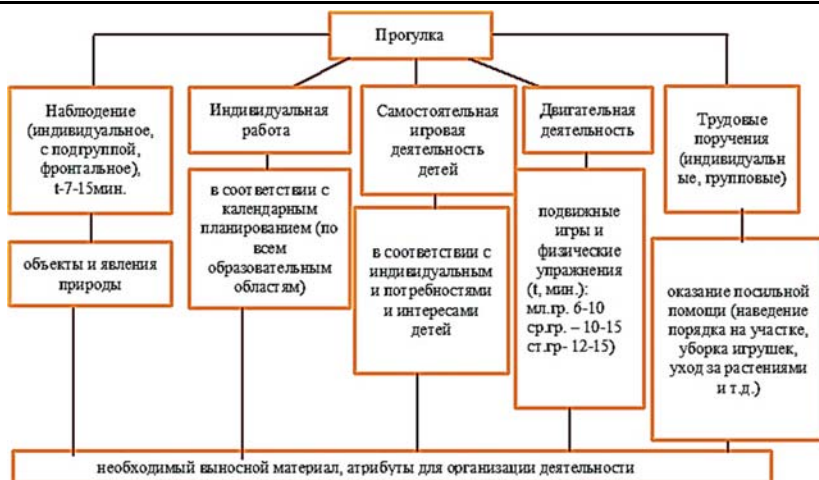 Прогулка
Наблюдение
(индивидуальное,
с подгруппой,
фронтальное),
t-7-15мин.
объекты и явления
природы
Индивидуальная
работа
в соответствии с
календарным
планированием (по
всем
образовательным
областям)
Самостоятельная
игровая
деятельность
детей
в соответствии с
индивидуальным
и потребностями
и интересами
детей
Двигательная
деятельность
подвижные
игры и
физические
упражнения
(t, мин.):
мл.гр. 6-10
ср.гр. – 10-15
ст.гр- 12-15)
Трудовые
поручения
(индивидуальн
ые, групповые)
оказание посильной
помощи (наведение
порядка на участке,
уборка игрушек,
уход за растениями
и т.д.)
необходимый выносной материал, атрибуты для организации деятельности